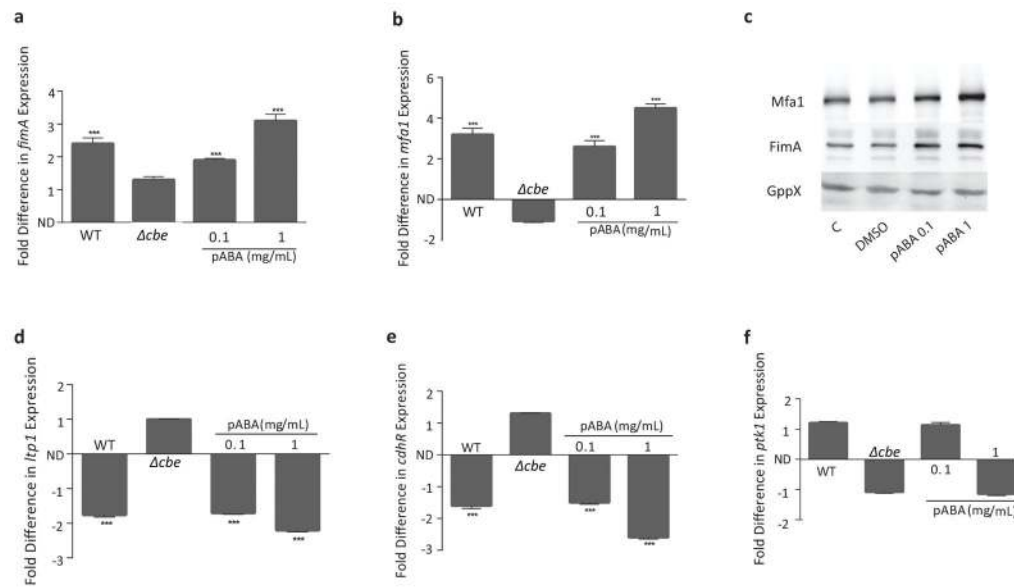 a
Fold Difference in fimA Expression
4
3
2
1
ND
***
***
***
WT
Δcbe
0.1
1
pABA (mg/mL)
b
Fold Difference in mfa1 Expression
6
4
2
ND
-2
***
***
***
Δcbe
WT
0.1
1
pABA (mg/mL)
c
Mfa1
FimA
GppX
C
DMSO
pABA 0.1
pABA 1
d
Fold Difference in ltp1 Expression
2
1
ND
-1
-2
-3
pABA (mg/mL)
WT
0.1
1
Δcbe
***
***
***
e
Fold Difference in cdhR Expression
2
1
ND
-1
-2
-3
pABA (mg/mL)
WT
0.1
1
Δcbe
***
***
***
f
Fold Difference in ptk1 Expression
2
1
ND
-1
-2
Δcbe
1
WT
0.1
pABA (mg/mL)